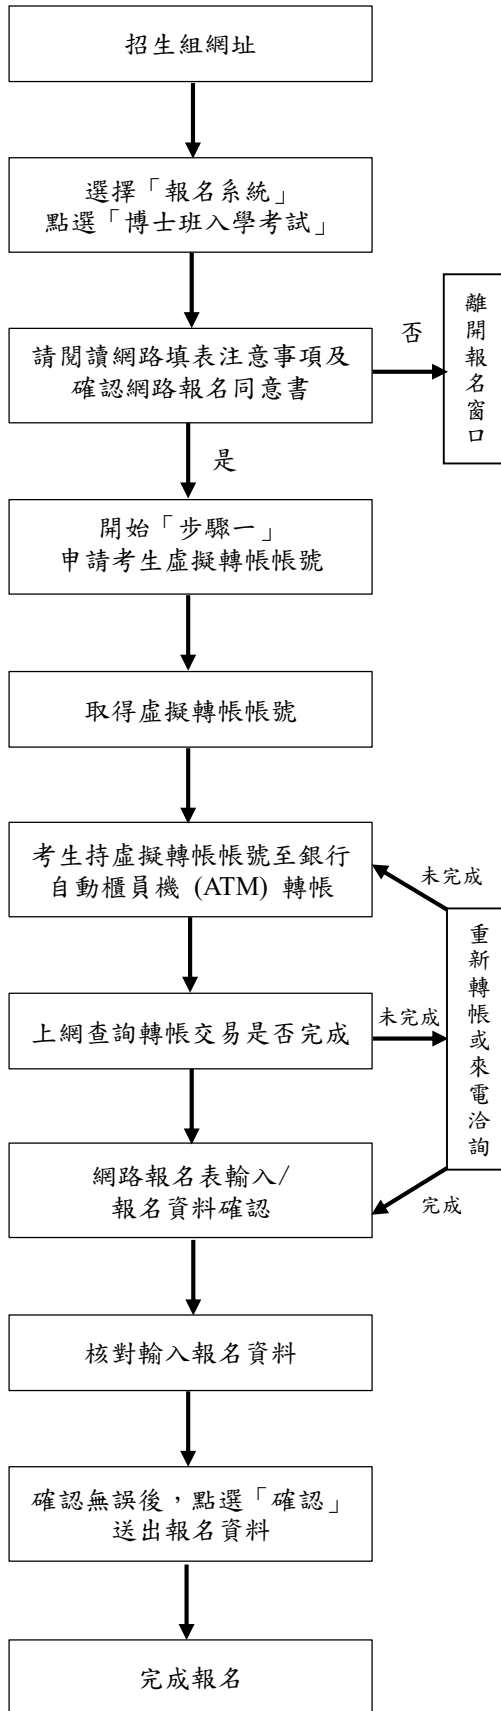 招生組網址
選擇「報名系統」
點選「博士班入學考試」
請閱讀網路填表注意事項及
確認網路報名同意書
否
離開報名窗口
是
開始「步驟一」
申請考生虛擬轉帳帳號
取得虛擬轉帳帳號
考生持虛擬轉帳帳號至銀行
自動櫃員機 (ATM) 轉帳
未完成
重新轉帳或來電洽詢
上網查詢轉帳交易是否完成
未完成
網路報名表輸入/
報名資料確認
完成
核對輸入報名資料
確認無誤後，點選「確認」
送出報名資料
完成報名